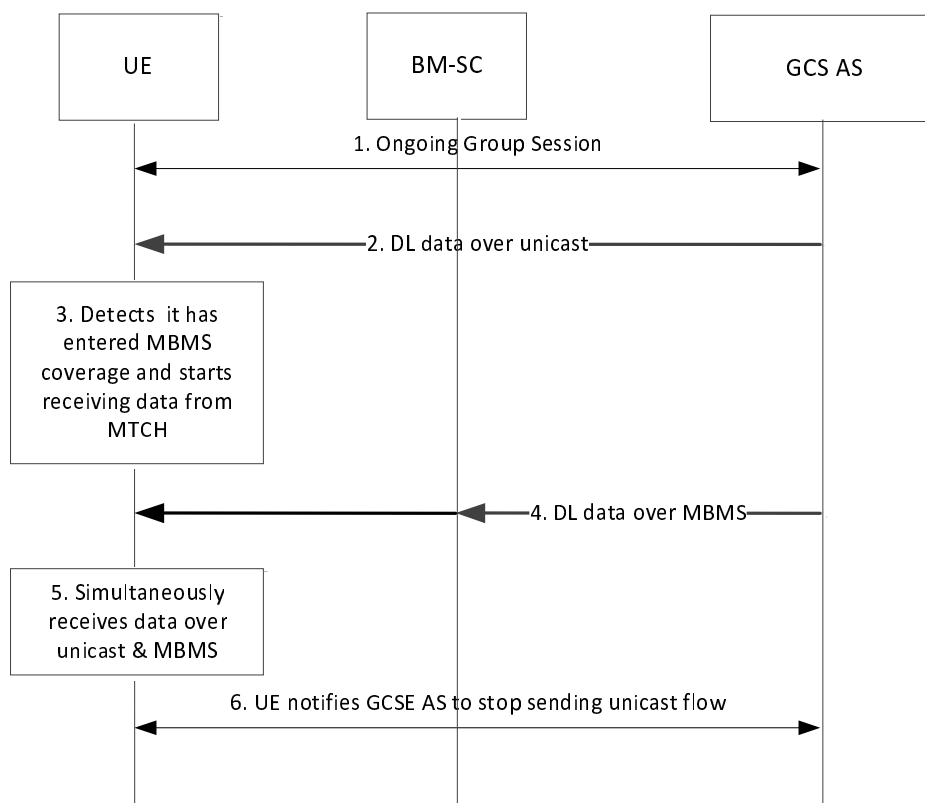 UE
BM-SC
GCS AS
1. Ongoing Group Session
2. DL data over unicast
3. Detects it has
entered MBMS
coverage and starts
receiving data from
MTCH
4. DL data over MBMS
5. Simultaneously
receives data over
unicast & MBMS
6. UE notifies GCSE AS to stop sending unicast flow